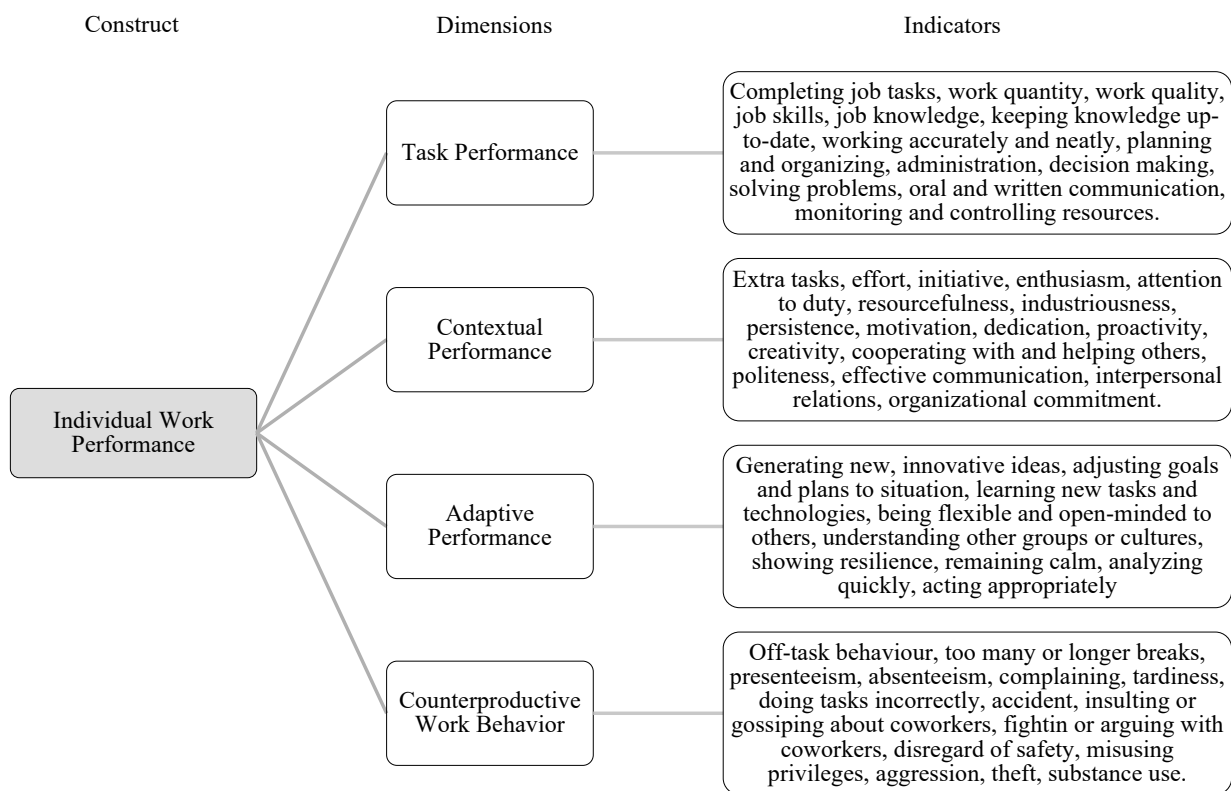 Construct
Dimensions
Indicators
Individual Work
Performance
Task Performance
Completing job tasks, work quantity, work quality,
job skills, job knowledge, keeping knowledge up-
to-date, working accurately and neatly, planning
and organizing, administration, decision making,
solving problems, oral and written communication,
monitoring and controlling resources.
Contextual
Performance
Extra tasks, effort, initiative, enthusiasm, attention
to duty, resourcefulness, industriousness,
persistence, motivation, dedication, proactivity,
creativity, cooperating with and helping others,
politeness, effective communication, interpersonal
relations, organizational commitment.
Adaptive
Performance
Generating new, innovative ideas, adjusting goals
and plans to situation, learning new tasks and
technologies, being flexible and open-minded to
others, understanding other groups or cultures,
showing resilience, remaining calm, analyzing
quickly, acting appropriately
Counterproductive
Work Behavior
Off-task behaviour, too many or longer breaks,
presenteeism, absenteeism, complaining, tardiness,
doing tasks incorrectly, accident, insulting or
gossiping about coworkers, fightin or arguing with
coworkers, disregard of safety, misusing
privileges, aggression, theft, substance use.